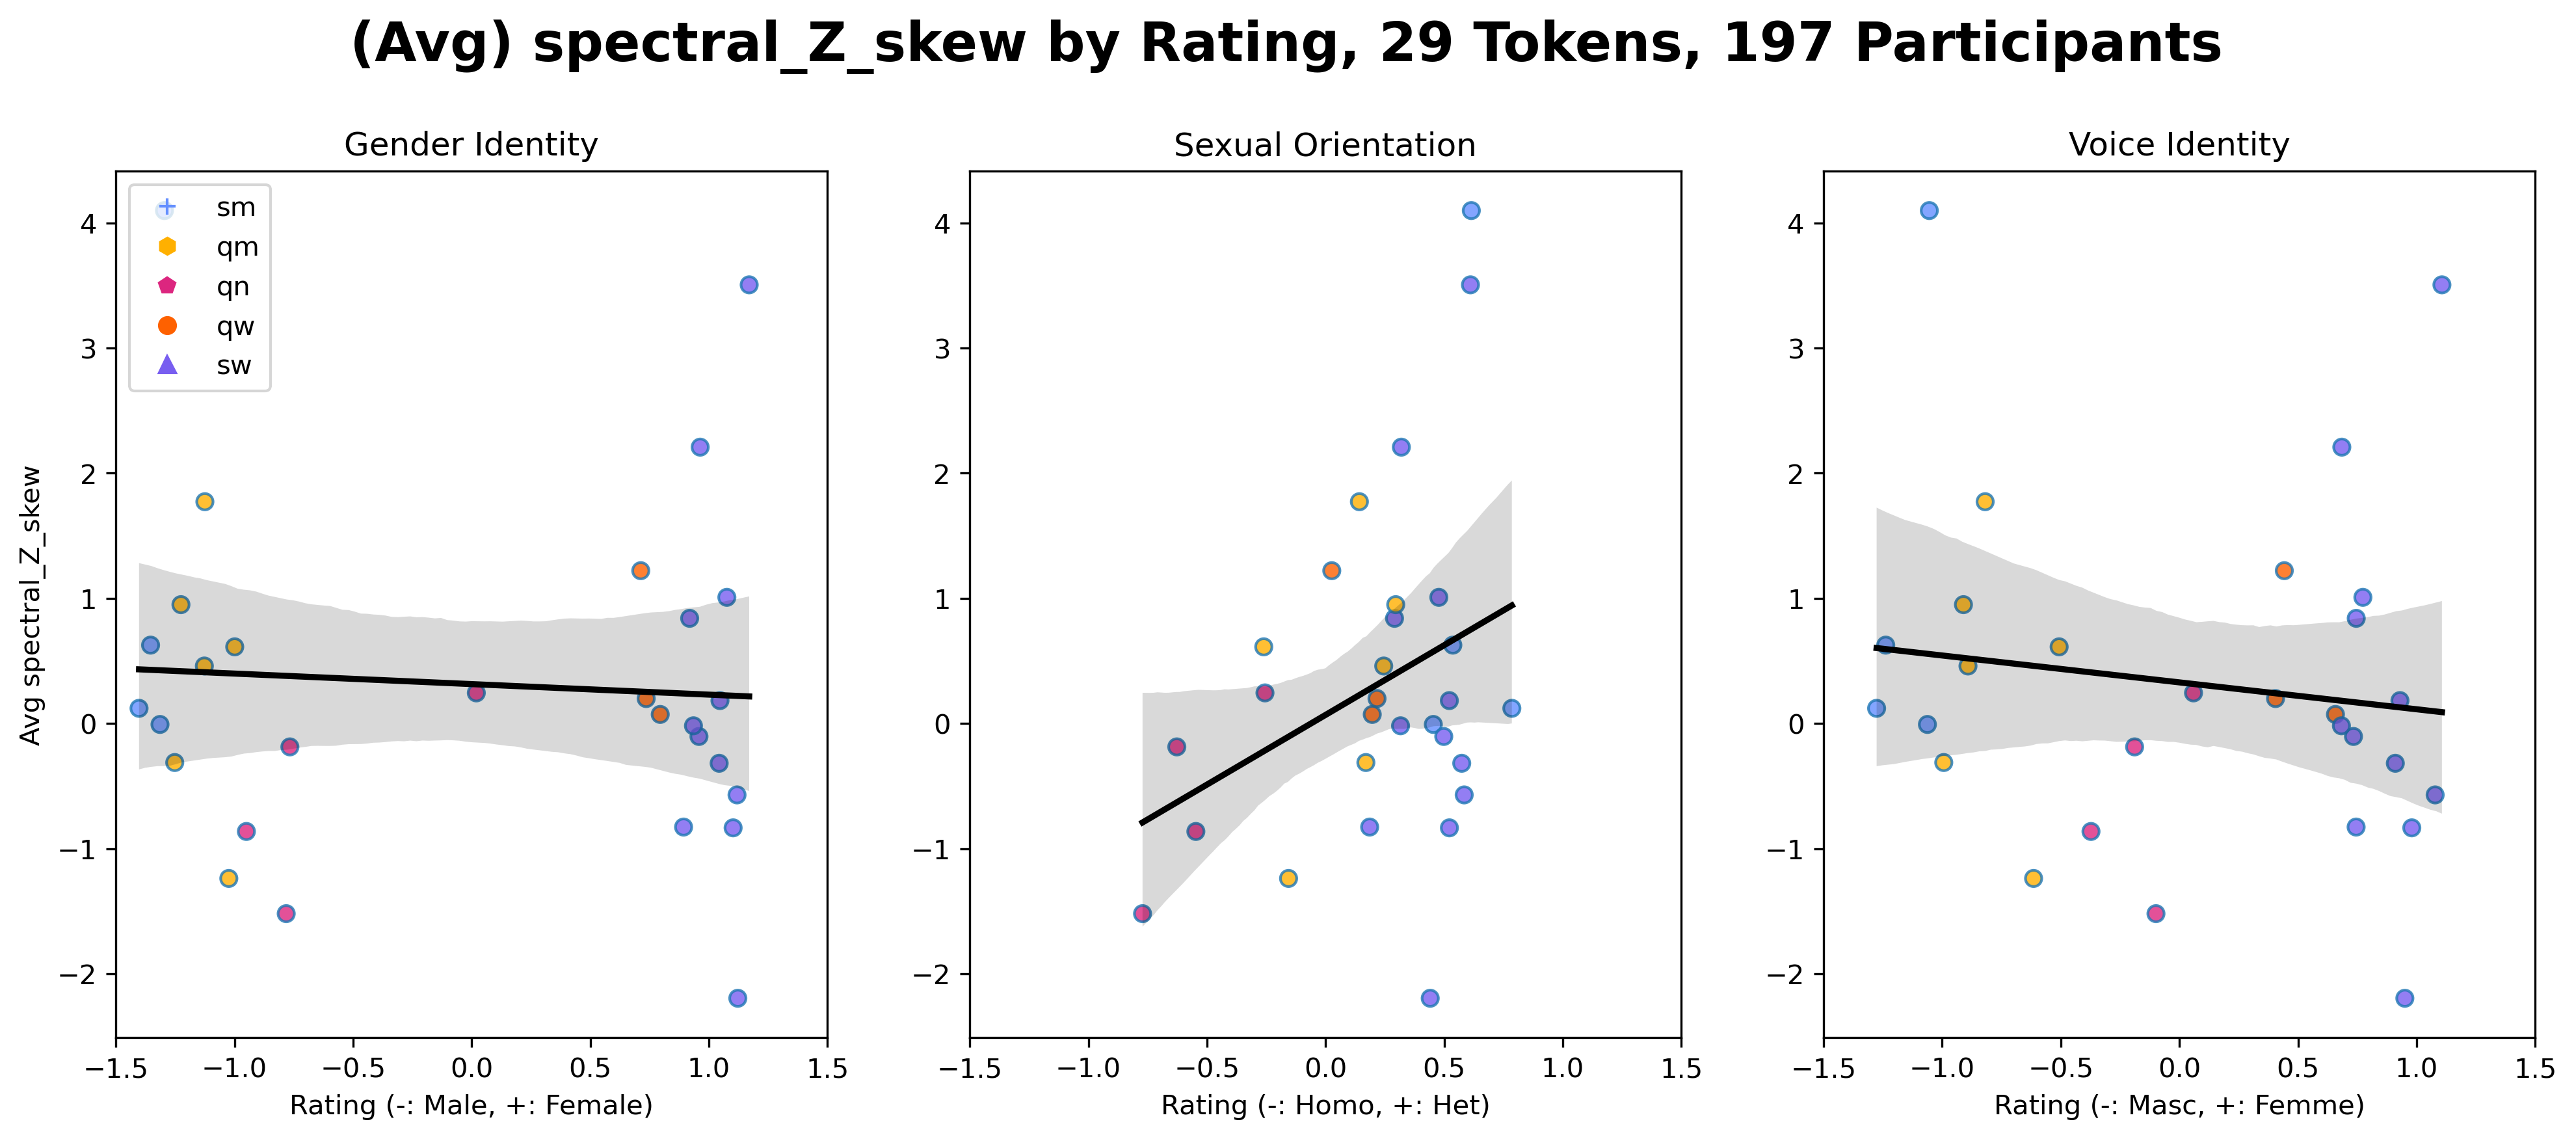 (Avg) spectral_Z_skew by Rating, 29 Tokens, 197 Participants
Gender Identity
Sexual Orientation
Voice Identity
sm
qm
qn
qw
sw
Avg spectral_Z_skew
4
3
2
1
0
−1
−2
−1.5 −1.0 −0.5 0.0 0.5 1.0 1.5
Rating (-: Male, +: Female)
4
3
2
1
0
−1
−2
−1.5 −1.0 −0.5 0.0 0.5 1.0 1.5
Rating (-: Homo, +: Het)
4
3
2
1
0
−1
−2
−1.5 −1.0 −0.5 0.0 0.5 1.0 1.5
Rating (-: Masc, +: Femme)